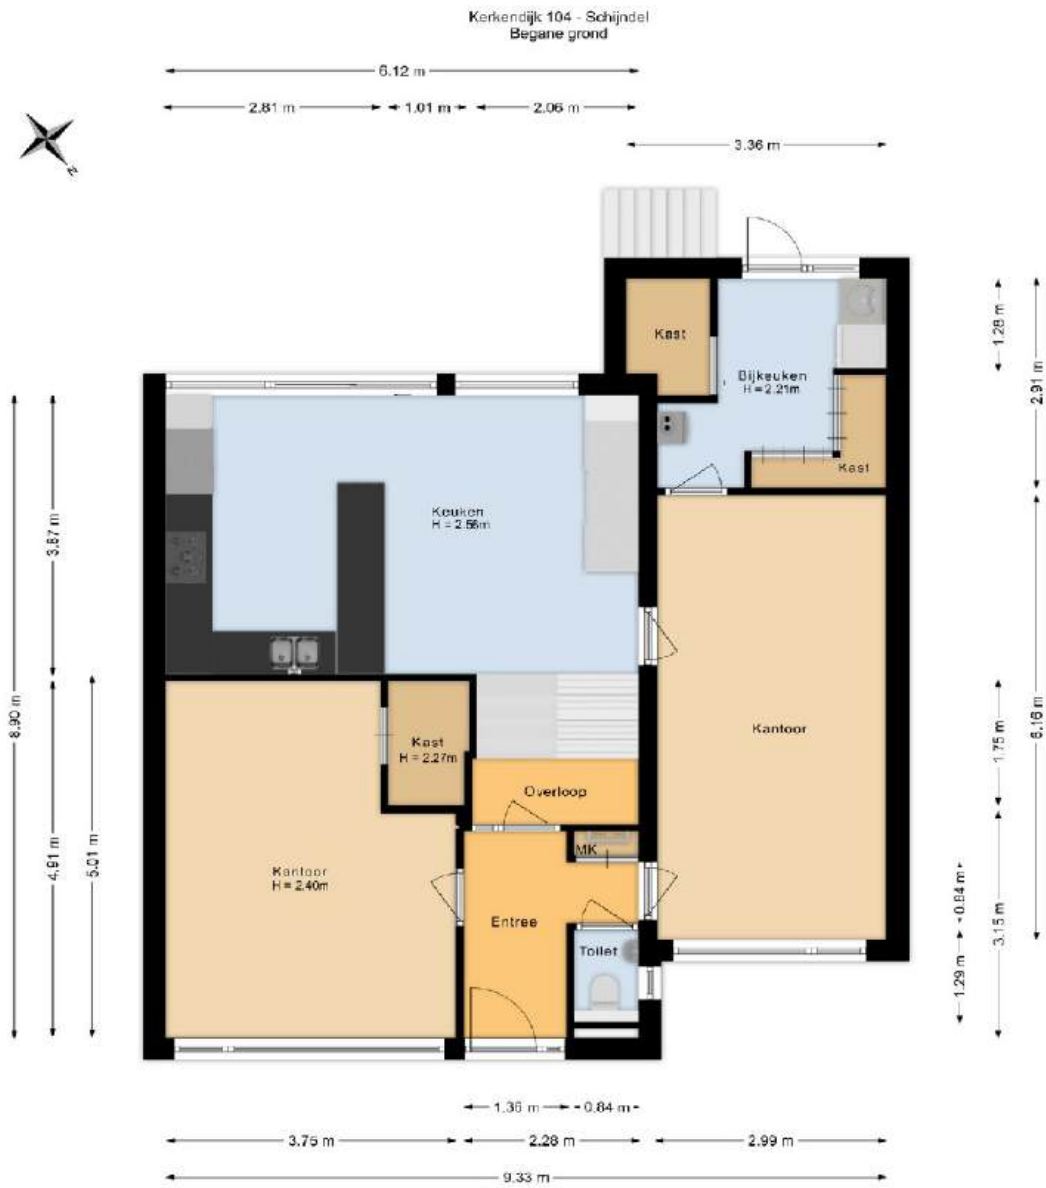 Kerkendijk 104 - Schijndel
Begane grond
6.12 m
2.81 m
1.01 m
2.06 m
3.36 m
N
Kast
Bijkeuken
H = 2.21m
Kast
1.28 m
2.91 m
Keuken
H = 2.56m
3.87 m
8.90 m
Kast
H = 2.27m
Kantoor
6.16 m
1.75 m
Overloop
MK
Kantoor
H = 2.40m
4.91 m
5.01 m
Entree
Toilet
0.84 m
3.15 m
1.29 m
1.36 m
0.84 m
3.75 m
2.28 m
2.99 m
9.33 m